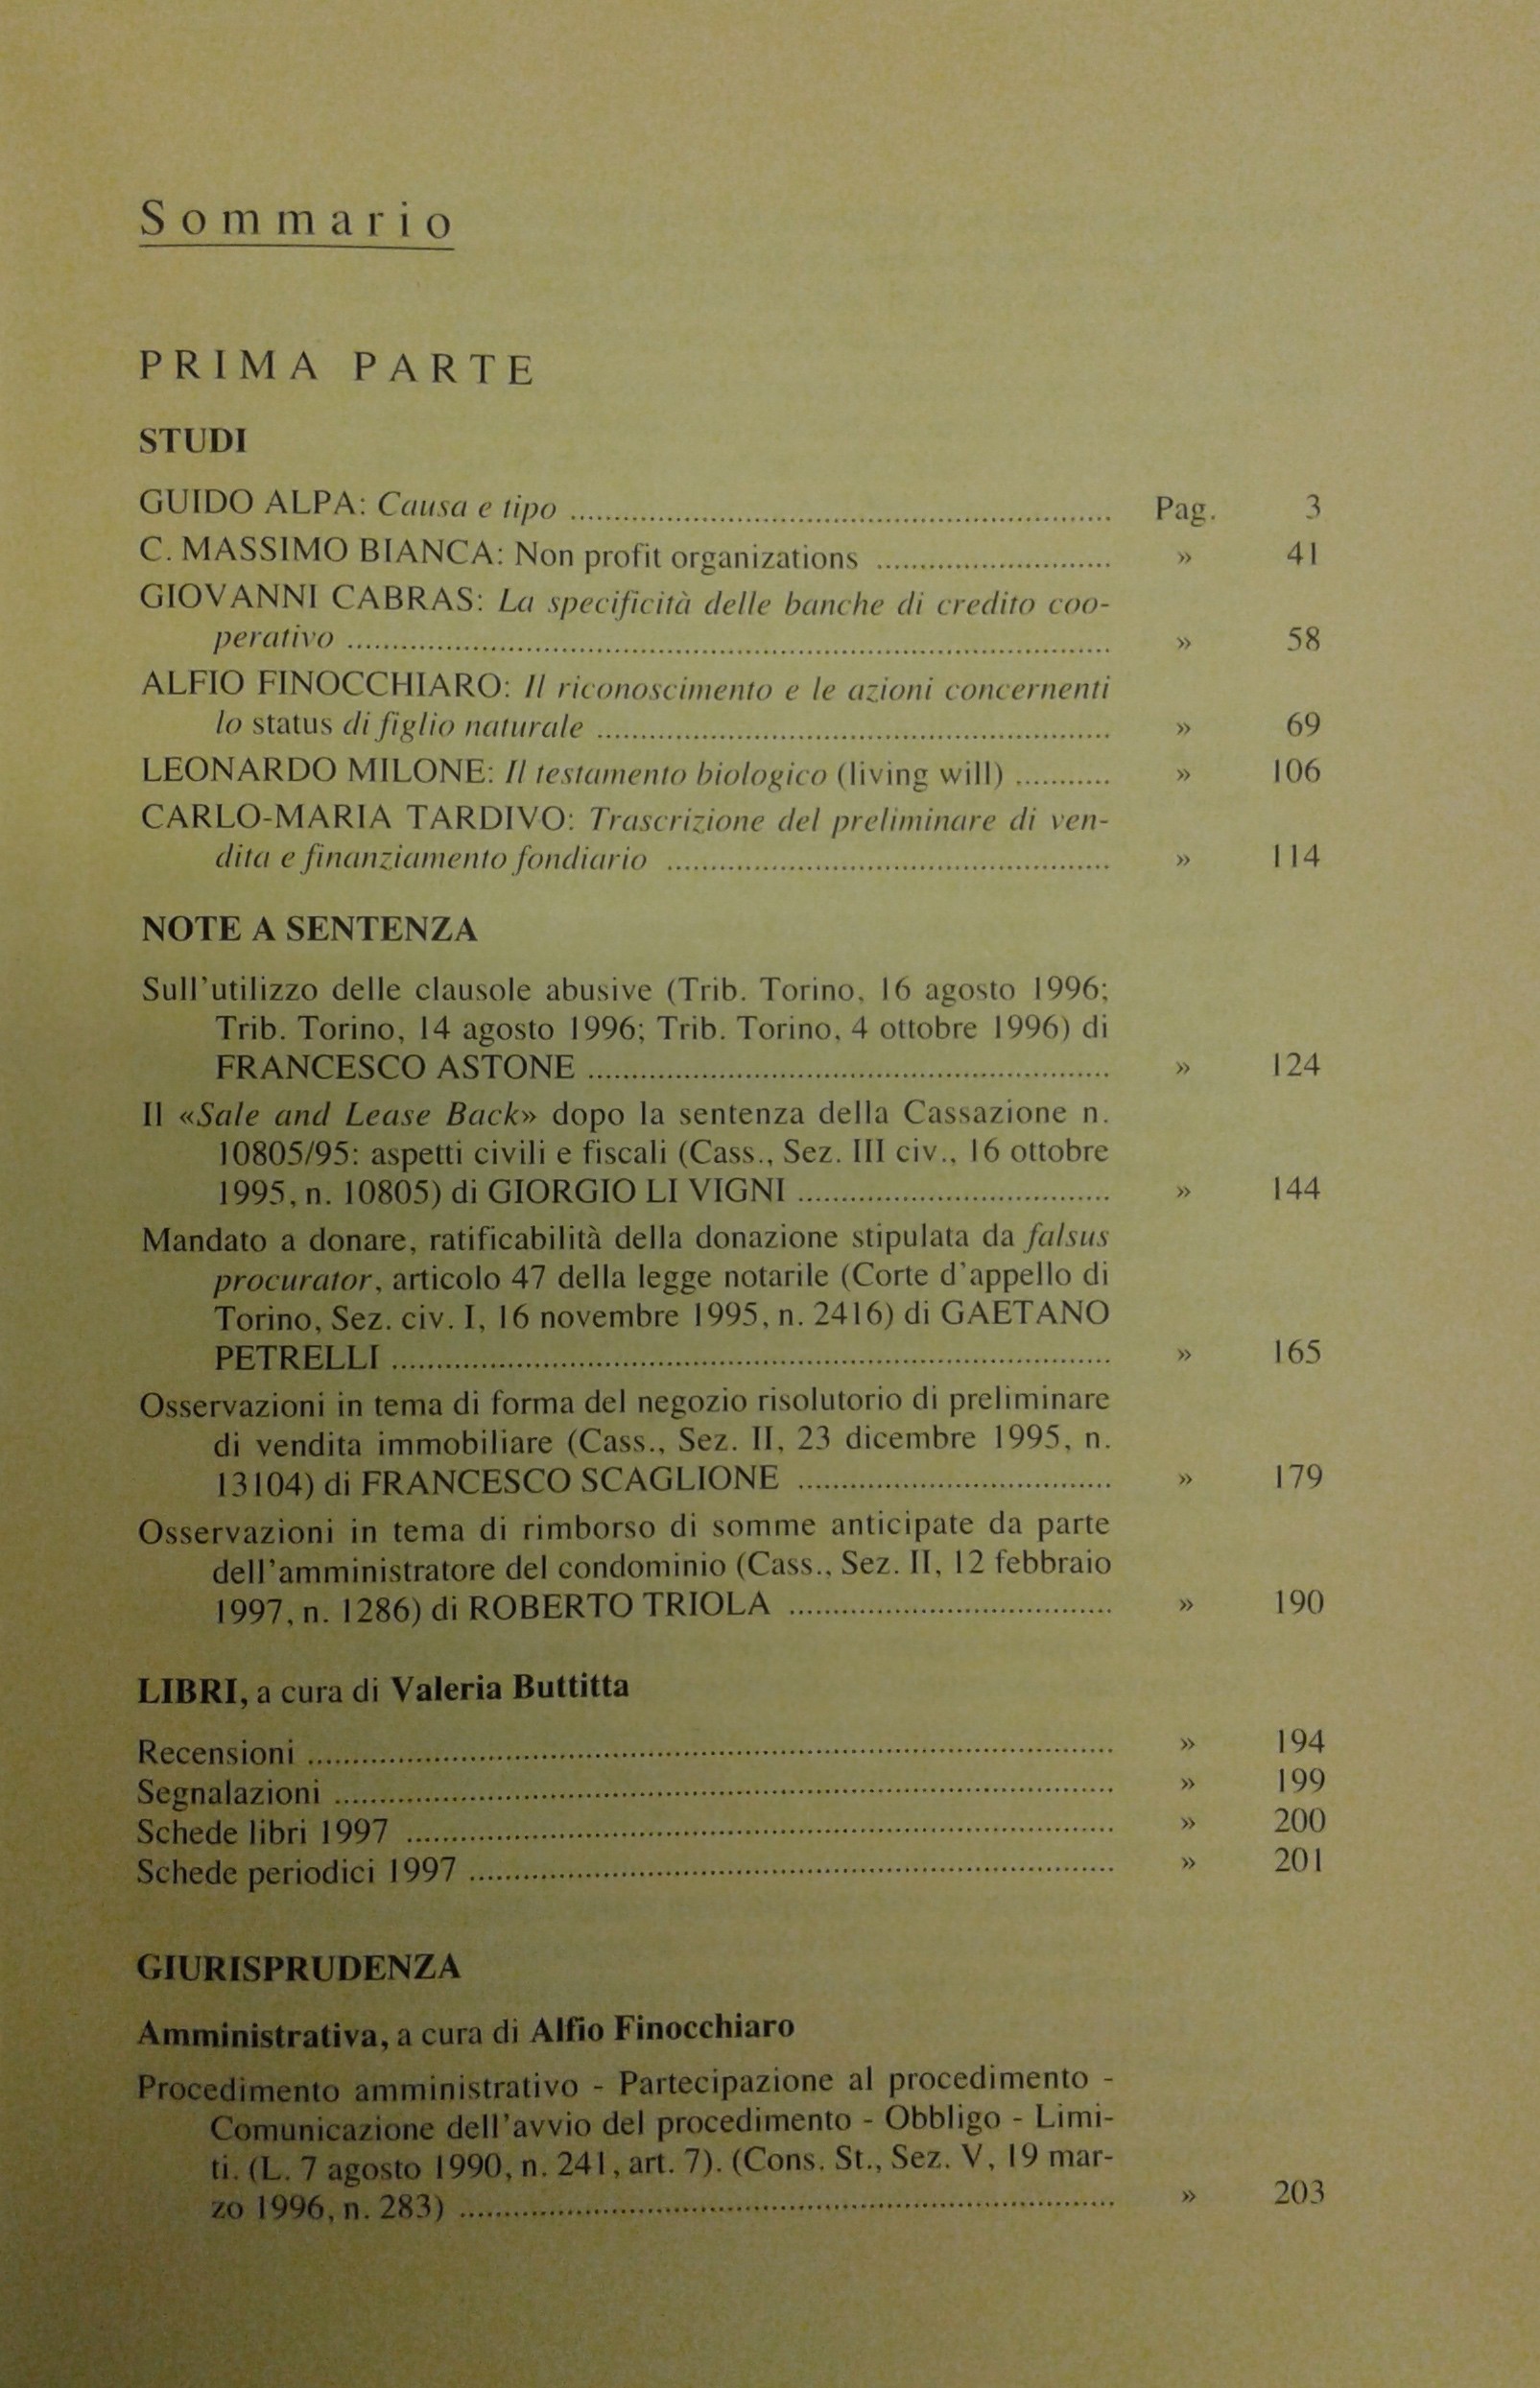 Sommario
PRIMA PARTE
STUDI
GUIDO ALPA: Causa e tipo ........ Pag. 3
C. MASSIMO BIANCA: Non profit organizations ........ » 41
GIOVANNI CABRAS: La specificità delle banche di credito coo-
perativo ........ » 58
ALFIO FINOCCHIARO: Il riconoscimento e le azioni concernenti
lo status di figlio naturale ........ » 69
LEONARDO MILONE: Il testamento biologico (living will) ........ » 106
CARLO-MARIA TARDIVO: Trascrizione del preliminare di ven-
dita e finanziamento fondiario ........ » 114
NOTE A SENTENZA
Sull'utilizzo delle clausole abusive (Trib. Torino, 16 agosto 1996;
Trib. Torino, 14 agosto 1996; Trib. Torino, 4 ottobre 1996) di
FRANCESCO ASTONE ........ » 124
Il «Sale and Lease Back» dopo la sentenza della Cassazione n.
10805/95: aspetti civili e fiscali (Cass., Sez. III civ., 16 ottobre
1995, n. 10805) di GIORGIO LI VIGNI ........ » 144
Mandato a donare, ratificabilità della donazione stipulata da falsus
procurator, articolo 47 della legge notarile (Corte d'appello di
Torino, Sez. civ. I, 16 novembre 1995, n. 2416) di GAETANO
PETRELLI ........ » 165
Osservazioni in tema di forma del negozio risolutorio di preliminare
di vendita immobiliare (Cass., Sez. II, 23 dicembre 1995, n.
13104) di FRANCESCO SCAGLIONE ........ » 179
Osservazioni in tema di rimborso di somme anticipate da parte
dell'amministratore del condominio (Cass., Sez. II, 12 febbraio
1997, n. 1286) di ROBERTO TRIOLA ........ » 190
LIBRI, a cura di Valeria Buttitta
Recensioni ........ » 194
Segnalazioni ........ » 199
Schede libri 1997 ........ » 200
Schede periodici 1997 ........ » 201
GIURISPRUDENZA
Amministrativa, a cura di Alfio Finocchiaro
Procedimento amministrativo - Partecipazione al procedimento -
Comunicazione dell'avvio del procedimento - Obbligo - Limi-
ti. (L. 7 agosto 1990, n. 241, art. 7). (Cons. St., Sez. V, 19 mar-
zo 1996, n. 283) ........ » 203